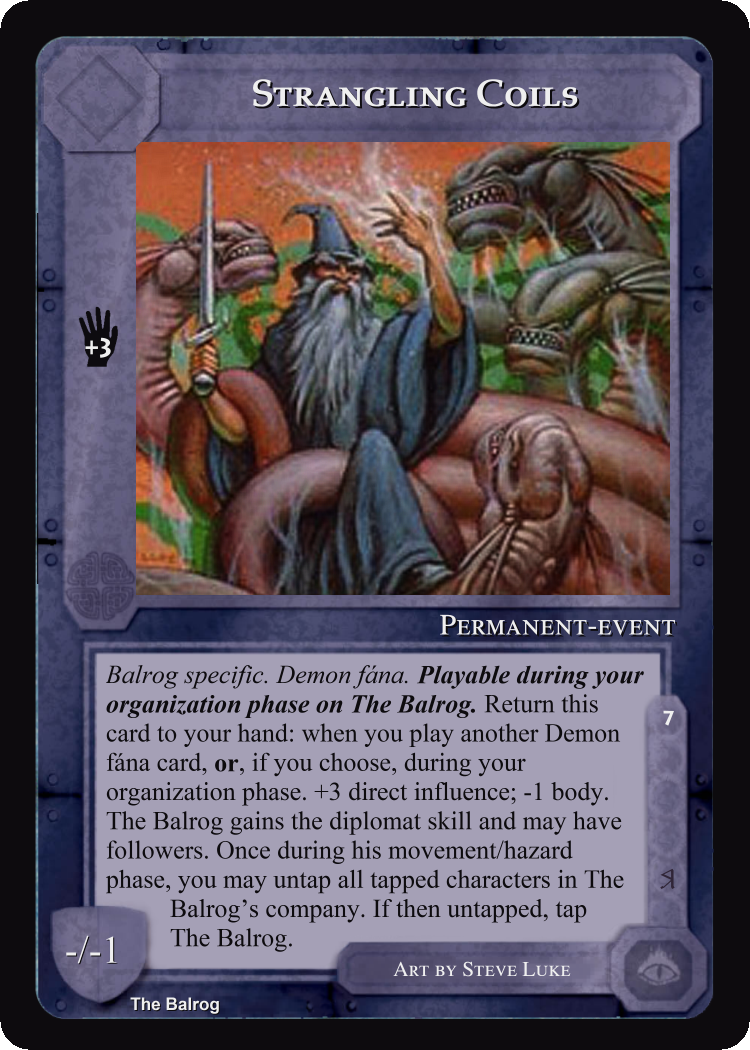 Strangling Coils
+3
Permanent-event
Balrog specific. Demon fána. Playable during your
organization phase on The Balrog. Return this
card to your hand: when you play another Demon
fána card, or, if you choose, during your
organization phase. +3 direct influence; -1 body.
The Balrog gains the diplomat skill and may have
followers. Once during his movement/hazard
phase, you may untap all tapped characters in The
Balrog's company. If then untapped, tap
The Balrog.
7
-/-1
Art by Steve Luke
The Balrog